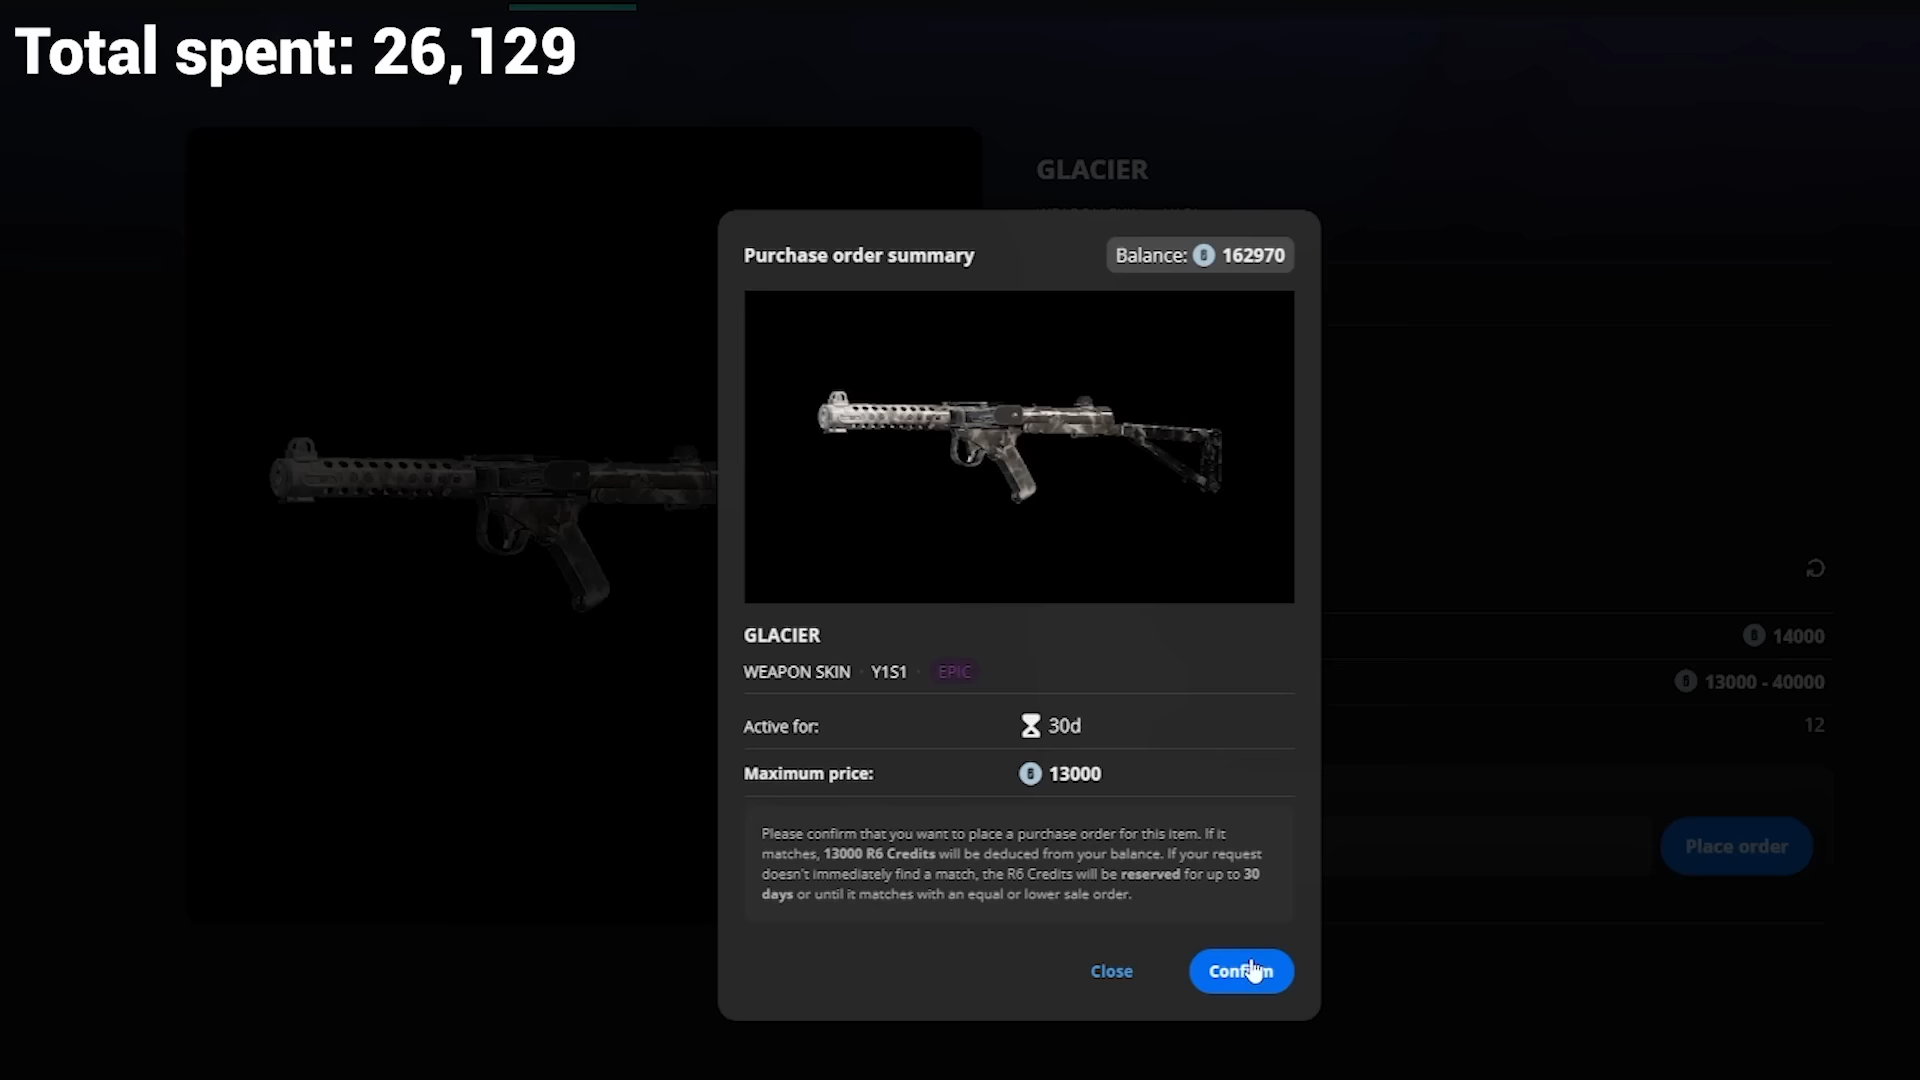 Total spent: 26,129
GLACIER
Purchase order summary
Balance: 162970
GLACIER
WEAPON SKIN · Y1S1 · EPIC
Active for: 30d
Maximum price: 13000
Please confirm that you want to place a purchase order for this item. If it
matches, 13000 R6 Credits will be deducted from your balance. If your request
doesn't immediately find a match, the R6 Credits will be reserved for up to 30
days or until it matches with an equal or lower sale order.
Close
Confirm
14000
13000 - 40000
12
Place order